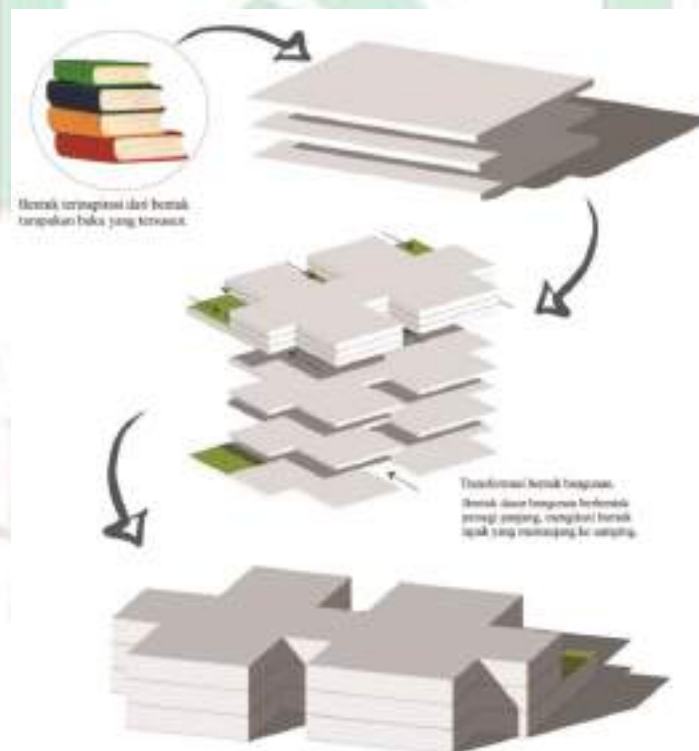 Bentuk terinspirasi dari bentuk
tumpukan buku yang tersusun.
Transformasi bentuk bangunan.
Bentuk dasar bangunan berbentuk
persegi panjang, mengikuti bentuk
tapak yang memanjang ke samping.